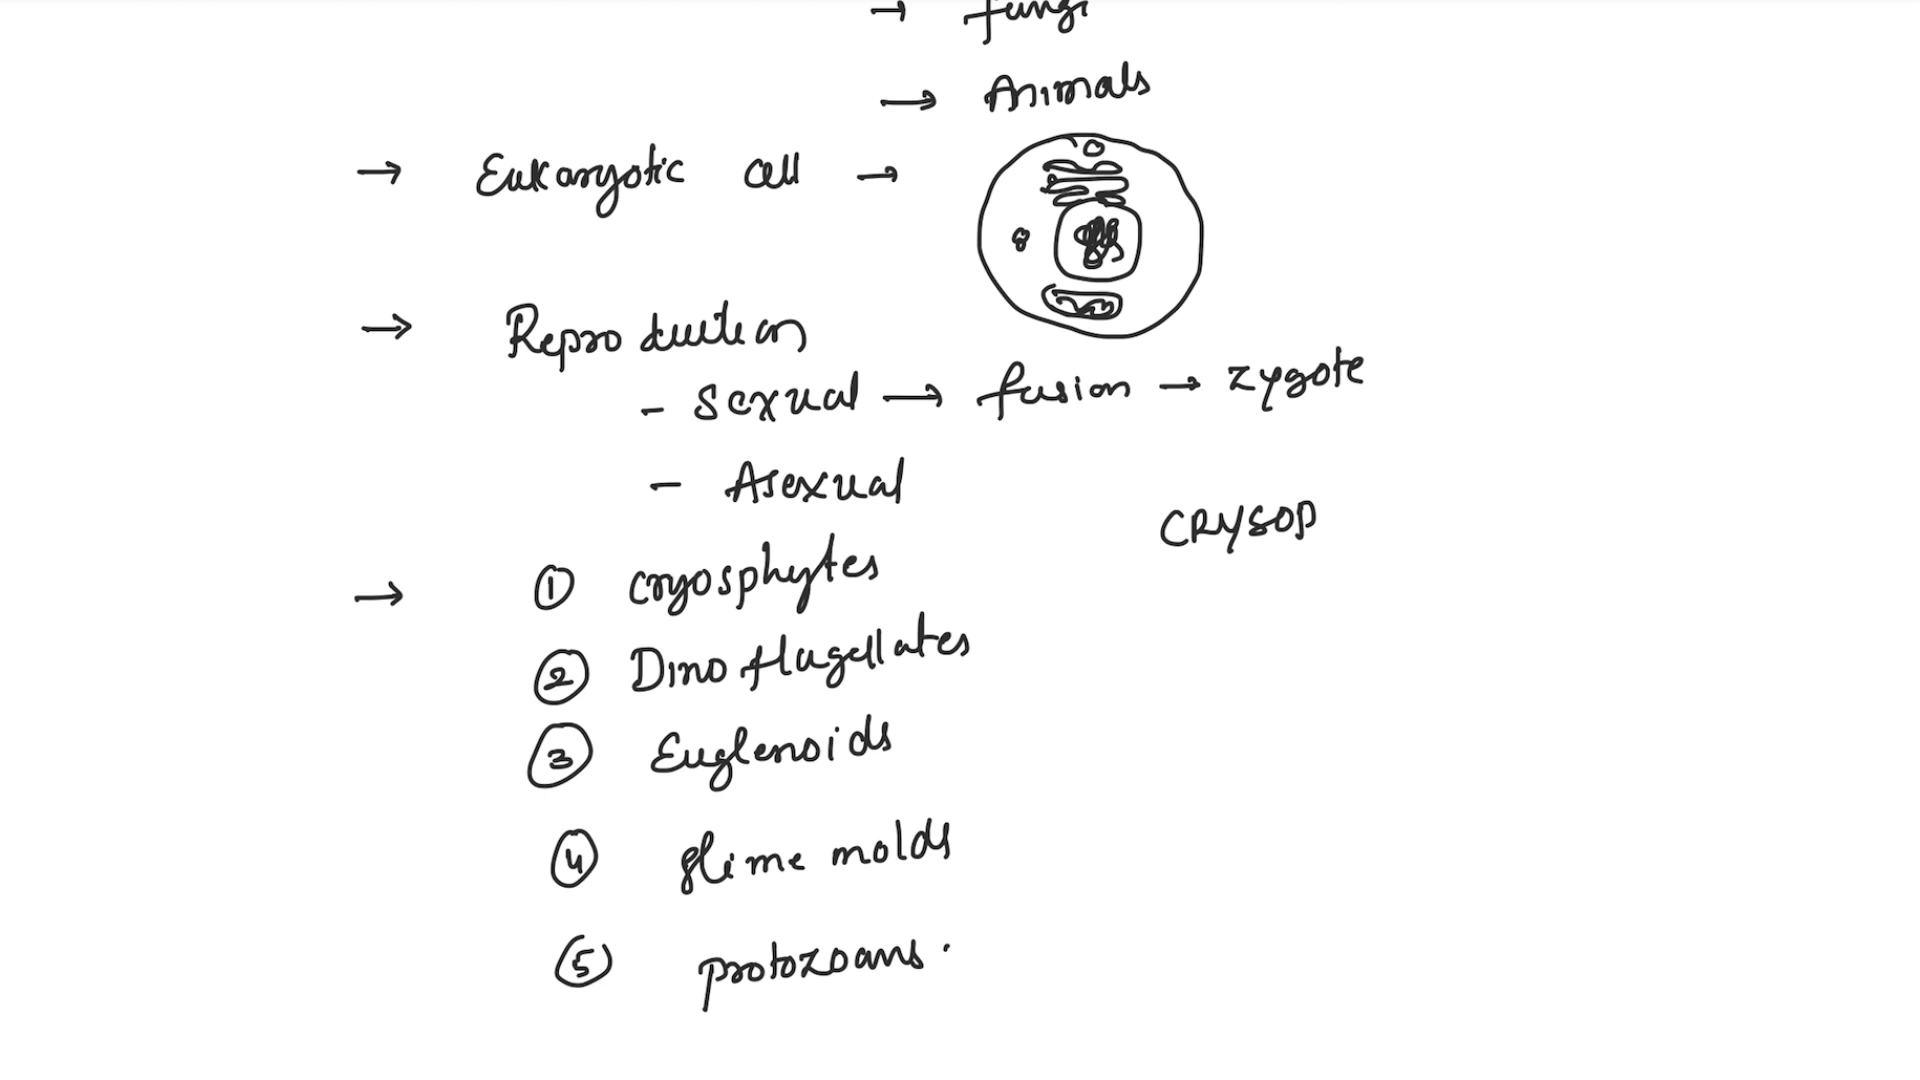 → fungi
→ Animals
→ Eukaryotic cell →
→ Reproduction
- Sexual → fusion → zygote
- Asexual
CRYSOP
→ ① cryosphytes
② Dinoflagellates
③ Euglenoids
④ slime molds
⑤ protozoans.